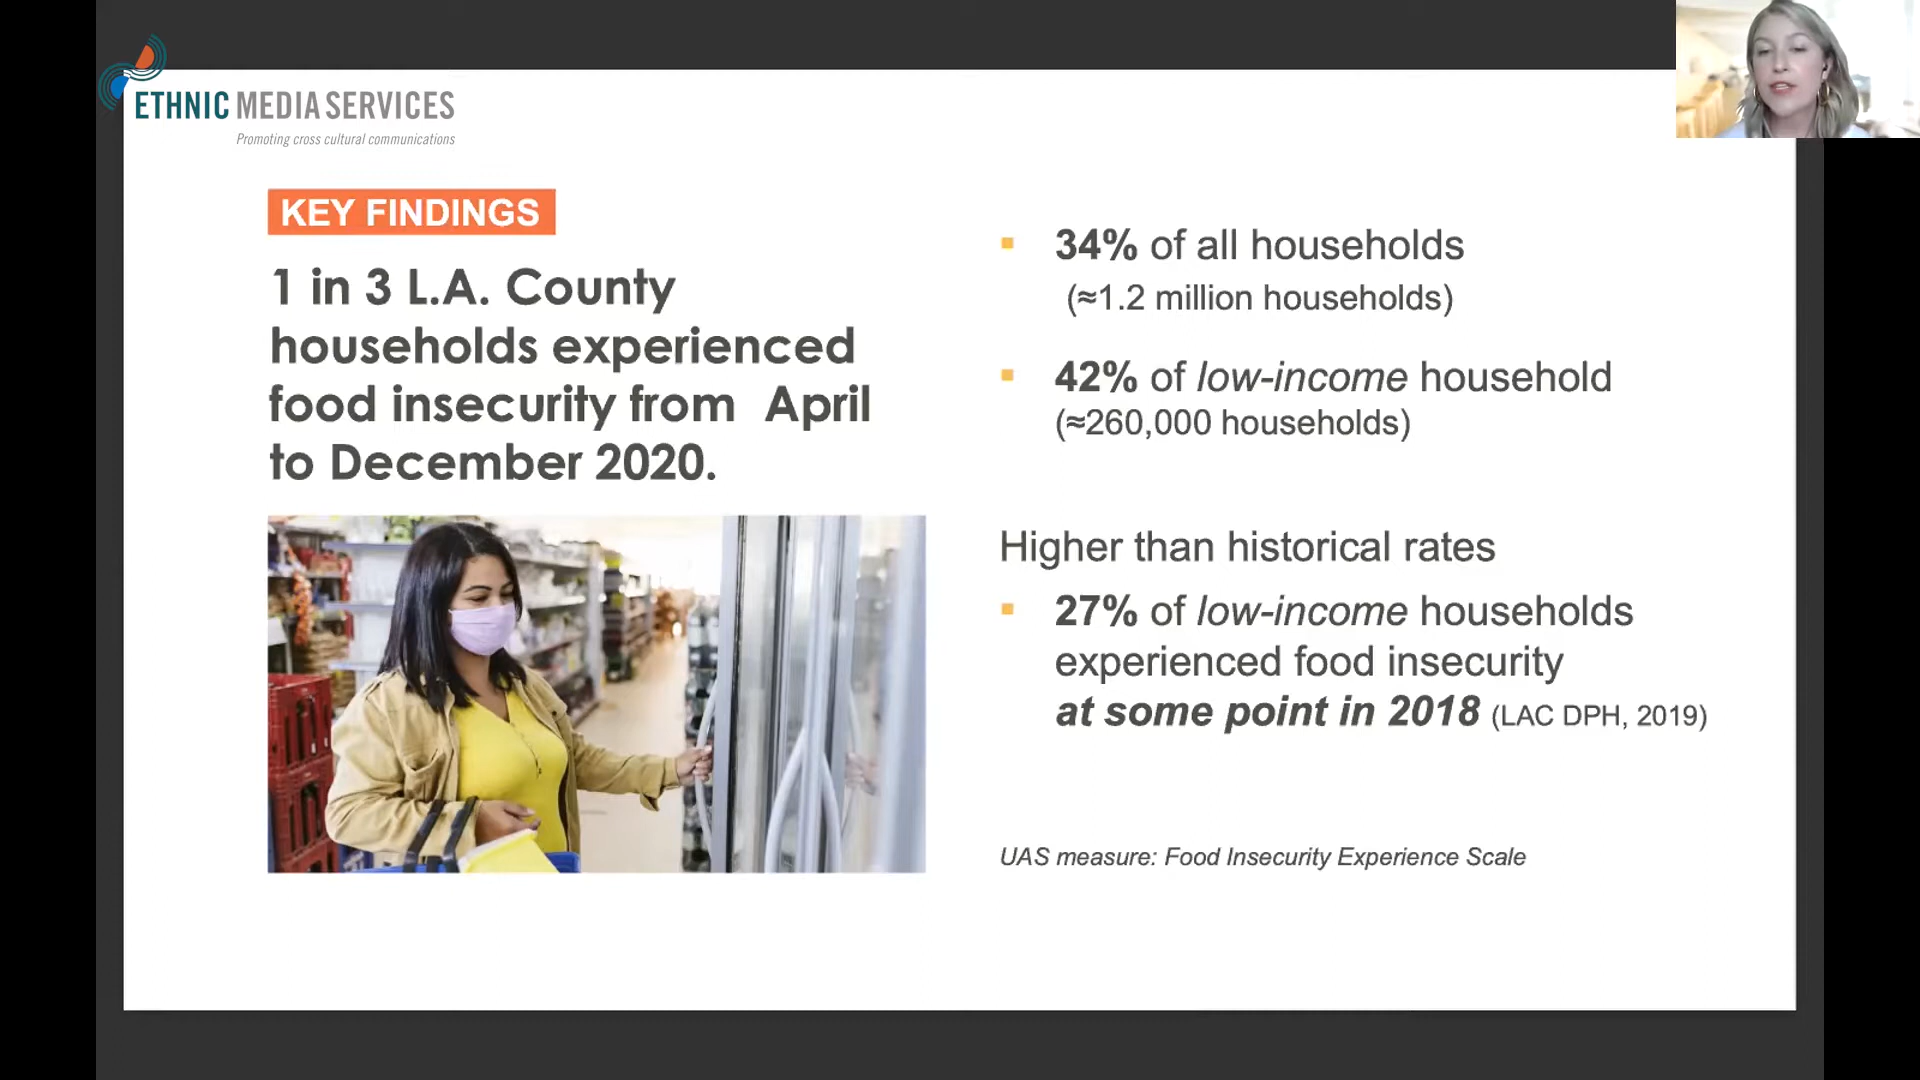 ETHNIC MEDIA SERVICES
Promoting cross cultural communications
KEY FINDINGS
1 in 3 L.A. County
households experienced
food insecurity from April
to December 2020.
34% of all households
(≈1.2 million households)
42% of low-income household
(≈260,000 households)
Higher than historical rates
27% of low-income households
experienced food insecurity
at some point in 2018 (LAC DPH, 2019)
UAS measure: Food Insecurity Experience Scale